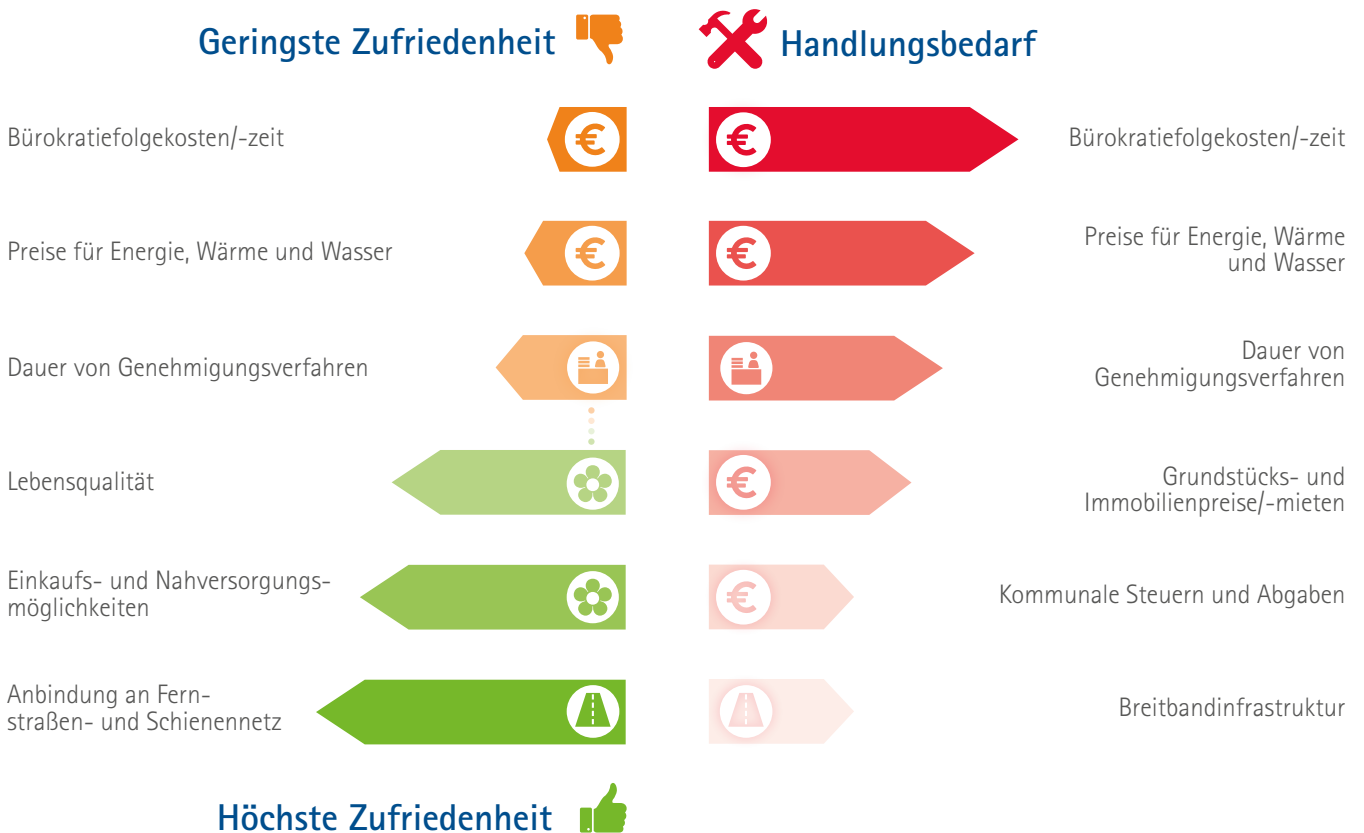 Geringste Zufriedenheit
Bürokratiefolgekosten/-zeit
Preise für Energie, Wärme und Wasser
Dauer von Genehmigungsverfahren
Lebensqualität
Einkaufs- und Nahversorgungs-
möglichkeiten
Anbindung an Fern-
straßen- und Schienennetz
Höchste Zufriedenheit
Handlungsbedarf
Bürokratiefolgekosten/-zeit
Preise für Energie, Wärme
und Wasser
Dauer von
Genehmigungsverfahren
Grundstücks- und
Immobilienpreise/-mieten
Kommunale Steuern und Abgaben
Breitbandinfrastruktur